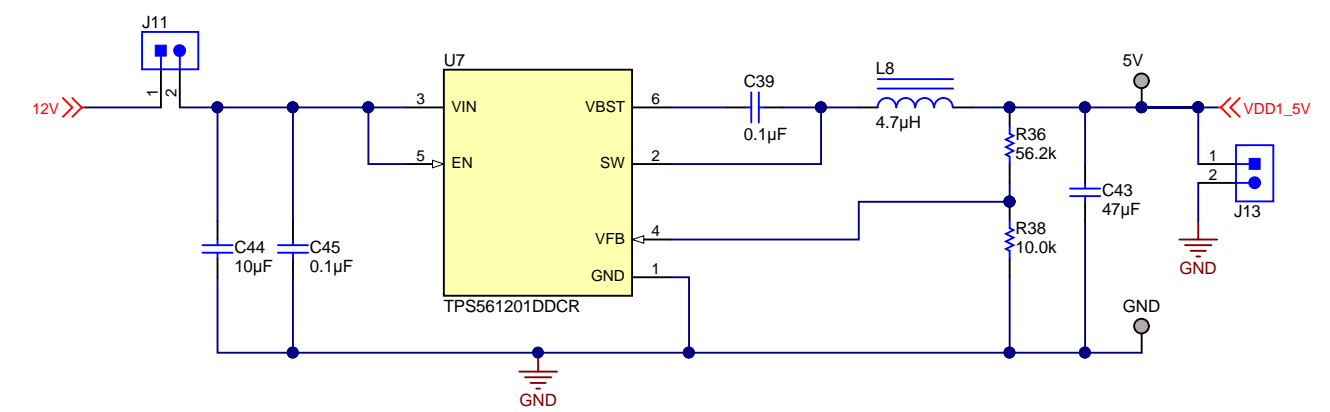 J11
1
2
12V
U7
3
VIN
5
EN
VBST
6
SW
2
VFB
4
GND
1
TPS561201DDCR
C39
0.1µF
L8
4.7µH
5V
VDD1_5V
R36
56.2k
R38
10.0k
C43
47µF
1
2
J13
GND
C44
10µF
C45
0.1µF
GND
GND